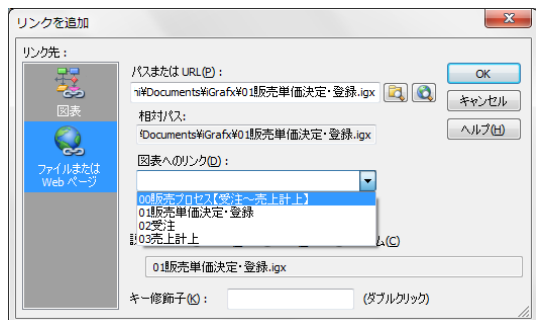 リンクを追加
リンク先：
図表
ファイルまたは
Web ページ
パスまたは URL(P)：
ni¥Documents¥iGrafx¥01販売単価決定・登録.igx
相対パス:
¥Documents¥iGrafx¥01販売単価決定・登録.igx
図表へのリンク(D)：
00販売プロセス【受注～売上計上】
01販売単価決定・登録
02受注
03売上計上
ム(C)
01販売単価決定・登録.igx
キー修飾子(K)：
(ダブルクリック)
OK
キャンセル
ヘルプ(H)